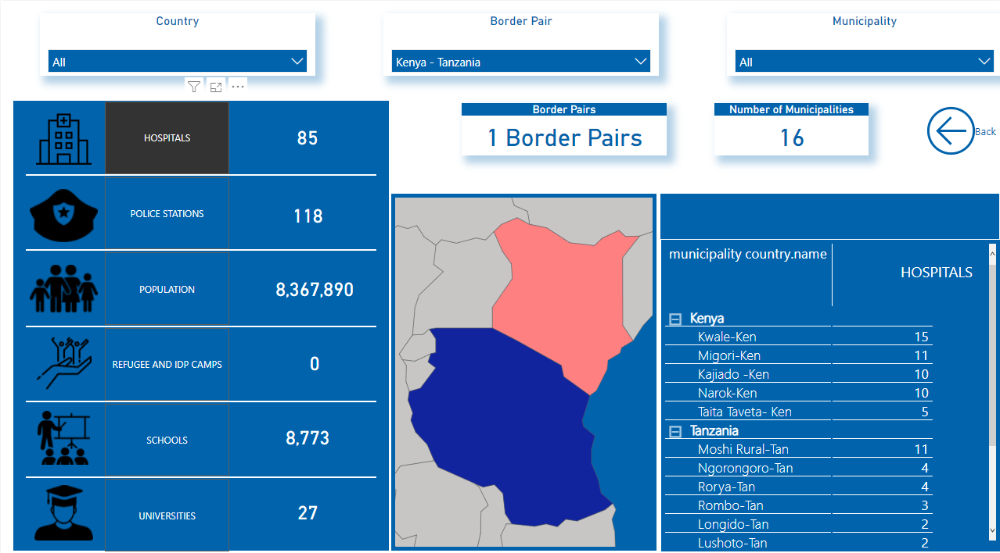 Country
Border Pair
Municipality
All
Kenya - Tanzania
All
HOSPITALS
85
POLICE STATIONS
118
POPULATION
8,367,890
REFUGEE AND IDP CAMPS
0
SCHOOLS
8,773
UNIVERSITIES
27
Border Pairs
1 Border Pairs
Number of Municipalities
16
Back
municipality country.name
HOSPITALS
Kenya
Kwale-Ken 15
Migori-Ken 11
Kajiado -Ken 10
Narok-Ken 10
Taita Taveta- Ken 5
Tanzania
Moshi Rural-Tan 11
Ngorongoro-Tan 4
Rorya-Tan 4
Rombo-Tan 3
Longido-Tan 2
Lushoto-Tan 2